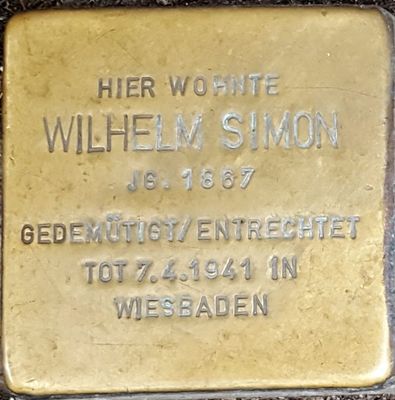 HIER WOHNTE
WILHELM SIMON
JG. 1867
GEDEMÜTIGT/ENTRECHTET
TOT 7.4.1941 IN
WIESBADEN